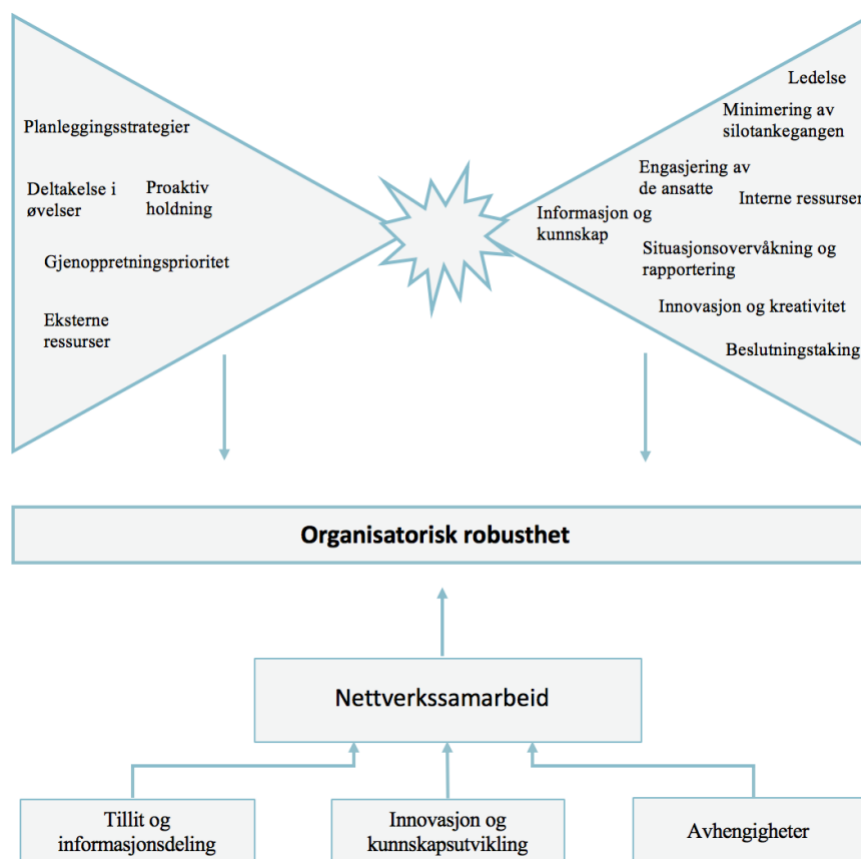 Planleggingsstrategier
Deltakelse i
øvelser
Proaktiv
holdning
Gjenoppretningsprioritet
Eksterne
ressurser
Ledelse
Minimering av
silotankegangen
Engasjering av
de ansatte
Interne ressurser
Informasjon og
kunnskap
Situasjonsovervåkning og
rapportering
Innovasjon og kreativitet
Beslutningstaking
Organisatorisk robusthet
Nettverkssamarbeid
Tillit og
informasjonsdeling
Innovasjon og
kunnskapsutvikling
Avhengigheter